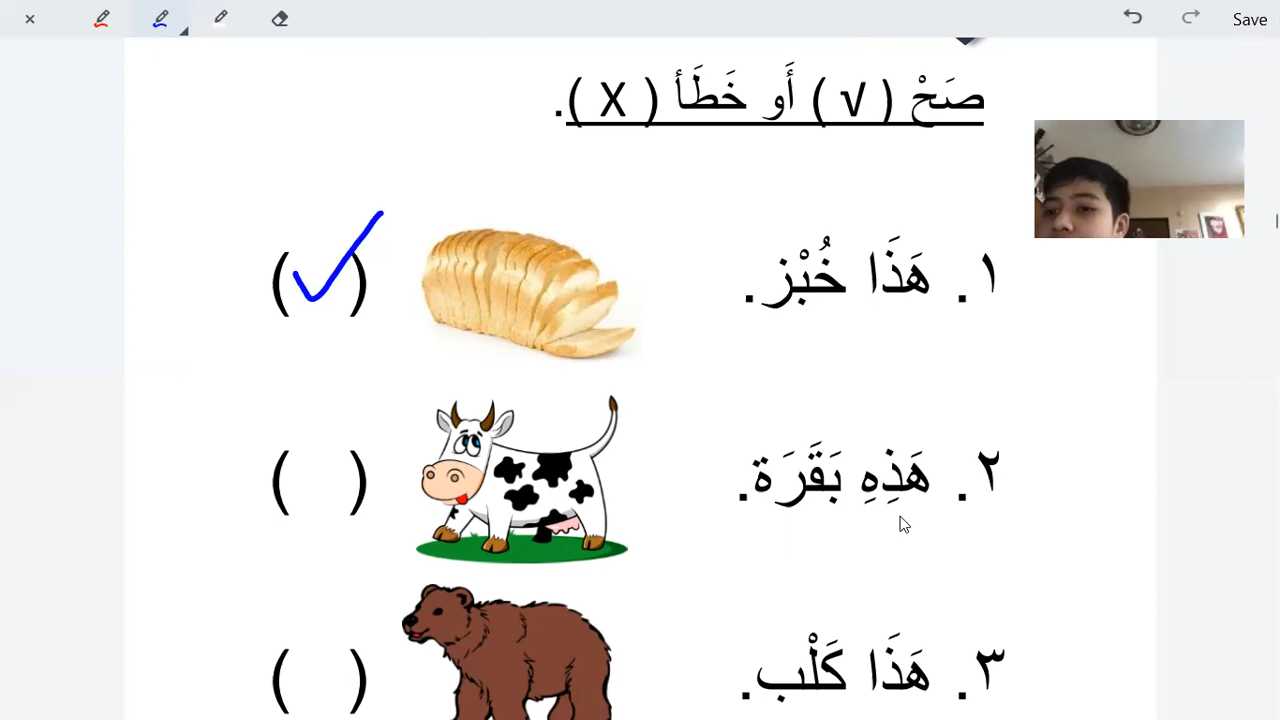 Save
صَحْ ( √ ) أَو خَطَأ ( X ).
١. هَذَا خُبْز. ( )
٢. هَذِهِ بَقَرَة. ( )
٣. هَذَا كَلْب. ( )